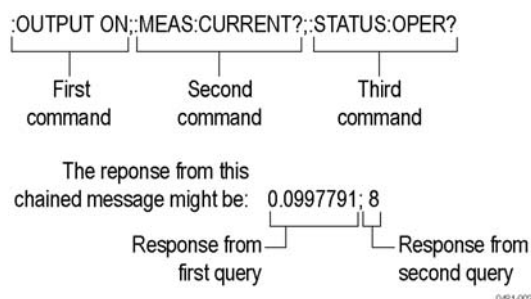 :OUTPUT ON;:MEAS:CURRENT?;:STATUS:OPER?
First command
Second command
Third command
The reponse from this
chained message might be: 0.0997791; 8
Response from first query
Response from second query